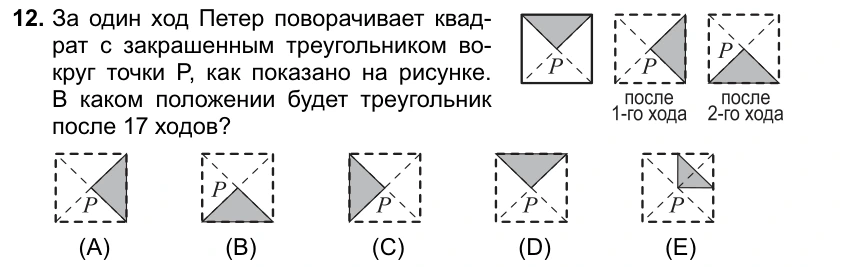 12. За один ход Петер поворачивает квад-
рат с закрашенным треугольником во-
круг точки P, как показано на рисунке.
В каком положении будет треугольник
после 17 ходов?
P
P
P
после
1-го хода
после
2-го хода
P
P
P
P
P
(A)
(B)
(C)
(D)
(E)